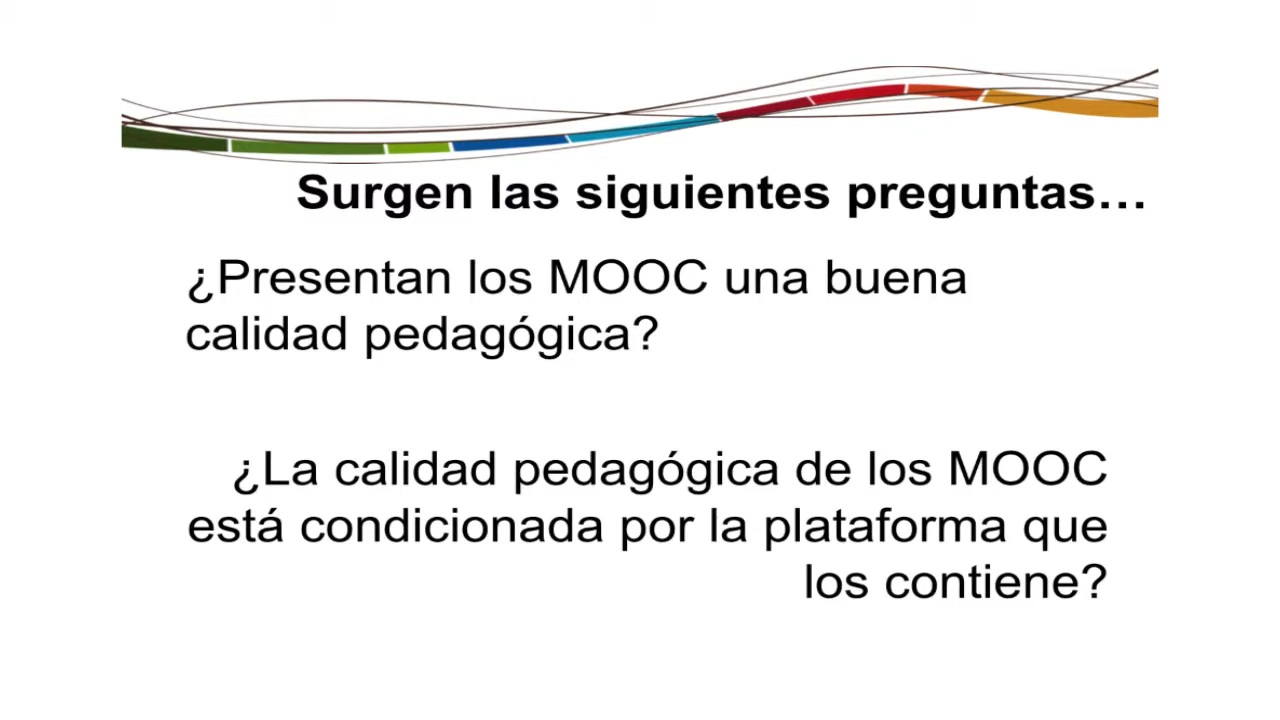 Surgen las siguientes preguntas…
¿Presentan los MOOC una buena
calidad pedagógica?
¿La calidad pedagógica de los MOOC
está condicionada por la plataforma que
los contiene?